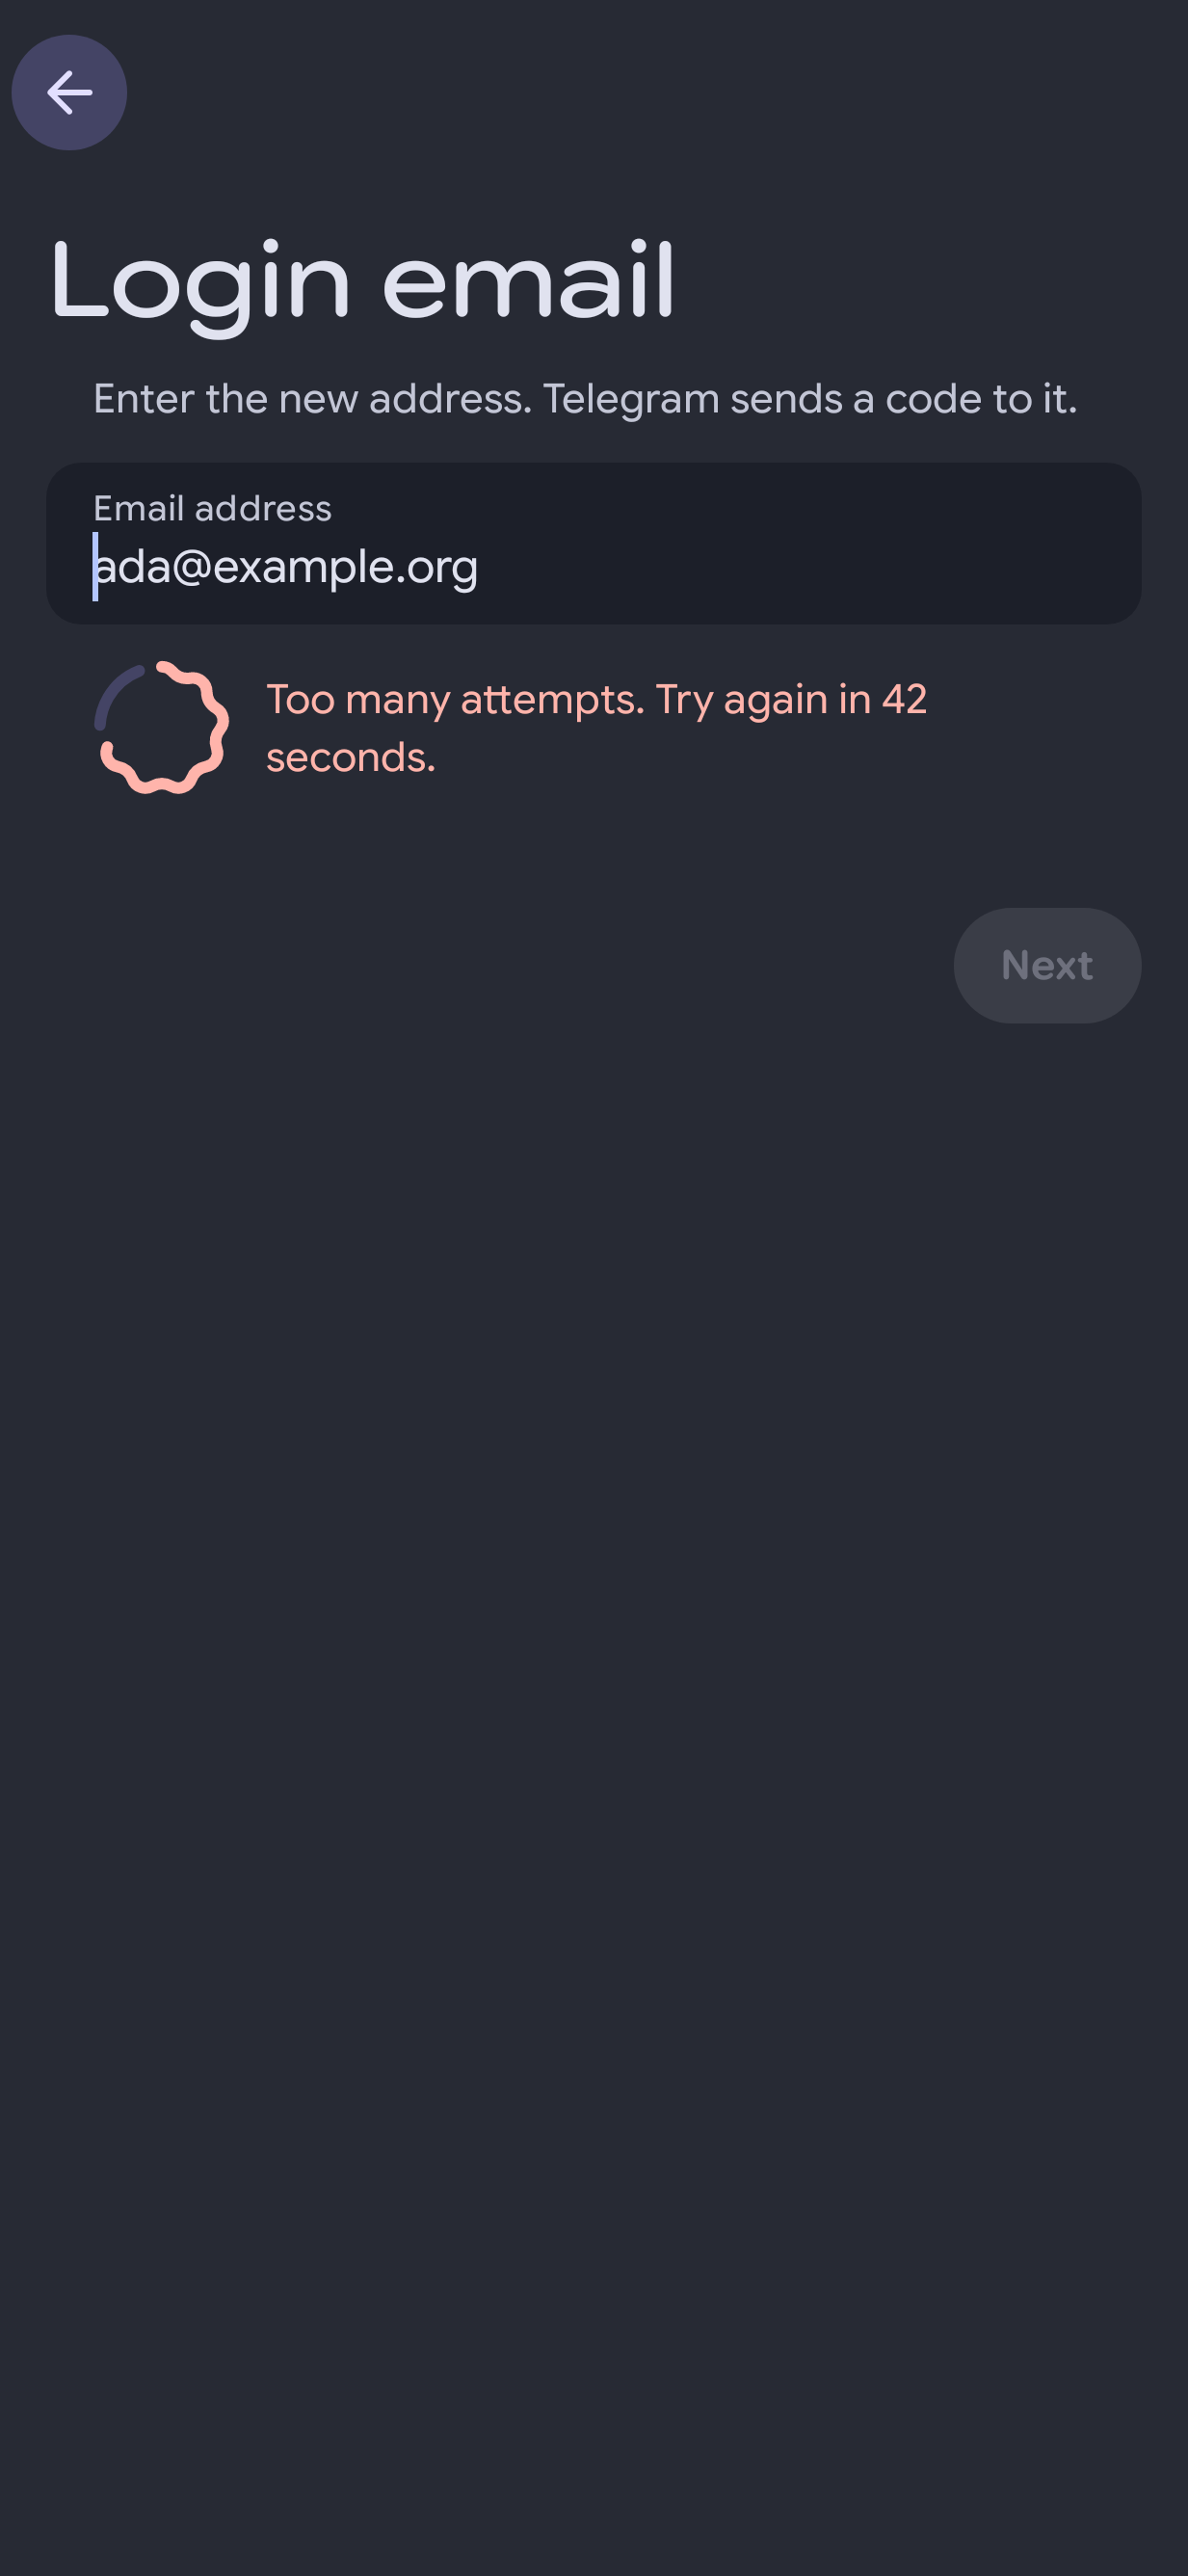 Login email
Enter the new address. Telegram sends a code to it.
Email address
ada@example.org
Too many attempts. Try again in 42
seconds.
Next